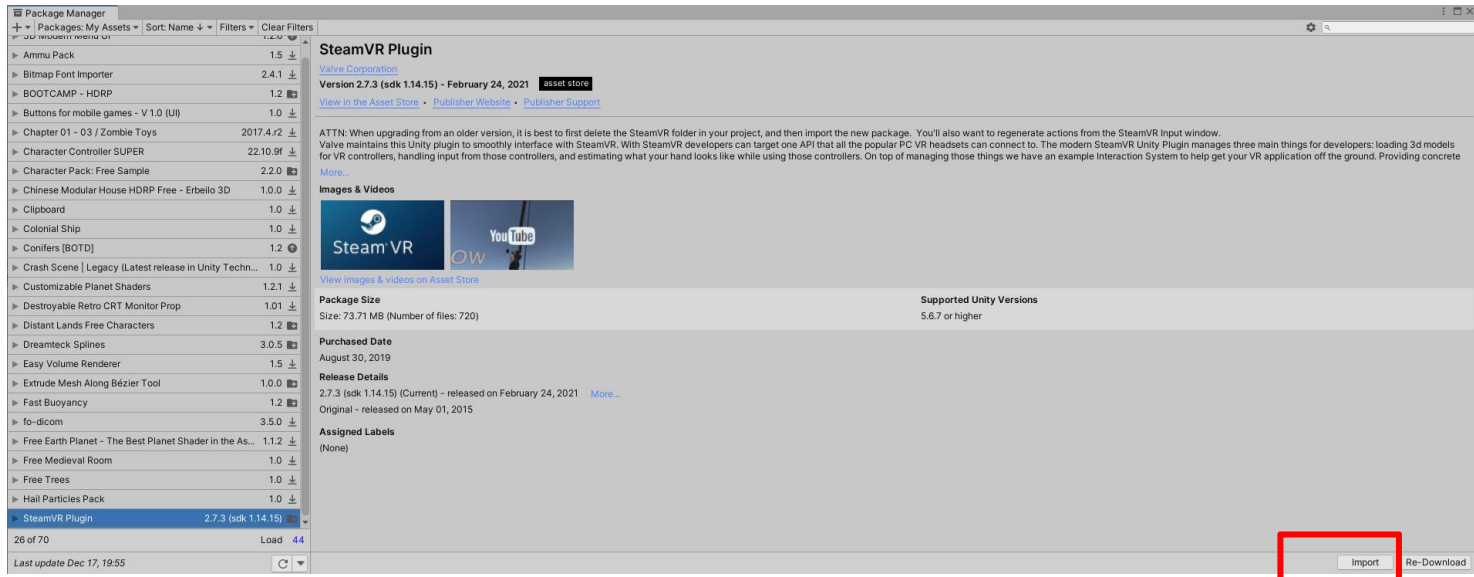 Package Manager
Packages: My Assets Sort: Name ↓ Filters Clear Filters
3D Modern Menu UI 1.2.0
Ammu Pack 1.5
Bitmap Font Importer 2.4.1
BOOTCAMP - HDRP 1.2
Buttons for mobile games - V 1.0 (UI) 1.0
Chapter 01 - 03 / Zombie Toys 2017.4.r2
Character Controller SUPER 22.10.9f
Character Pack: Free Sample 2.2.0
Chinese Modular House HDRP Free - Erbeilo 3D 1.0.0
Clipboard 1.0
Colonial Ship 1.0
Conifers [BOTD] 1.2
Crash Scene | Legacy (Latest release in Unity Techn... 1.0
Customizable Planet Shaders 1.2.1
Destroyable Retro CRT Monitor Prop 1.01
Distant Lands Free Characters 1.2
Dreamteck Splines 3.0.5
Easy Volume Renderer 1.5
Extrude Mesh Along Bézier Tool 1.0.0
Fast Buoyancy 1.2
fo-dicom 3.5.0
Free Earth Planet - The Best Planet Shader in the As... 1.1.2
Free Medieval Room 1.0
Free Trees 1.0
Hail Particles Pack 1.0
SteamVR Plugin 2.7.3 (sdk 1.14.15)
26 of 70 Load 44
Last update Dec 17, 19:55
SteamVR Plugin
Valve Corporation
Version 2.7.3 (sdk 1.14.15) - February 24, 2021 asset store
View in the Asset Store • Publisher Website • Publisher Support
ATTN: When upgrading from an older version, it is best to first delete the SteamVR folder in your project, and then import the new package. You'll also want to regenerate actions from the SteamVR Input window.
Valve maintains this Unity plugin to smoothly interface with SteamVR. With SteamVR developers can target one API that all the popular PC VR headsets can connect to. The modern SteamVR Unity Plugin manages three main things for developers: loading 3d models
for VR controllers, handling input from those controllers, and estimating what your hand looks like while using those controllers. On top of managing those things we have an example Interaction System to help get your VR application off the ground. Providing concrete
More...
Images & Videos
Steam VR
You Tube
OW
View images & videos on Asset Store
Package Size
Size: 73.71 MB (Number of files: 720)
Supported Unity Versions
5.6.7 or higher
Purchased Date
August 30, 2019
Release Details
2.7.3 (sdk 1.14.15) (Current) - released on February 24, 2021 More...
Original - released on May 01, 2015
Assigned Labels
(None)
Import Re-Download